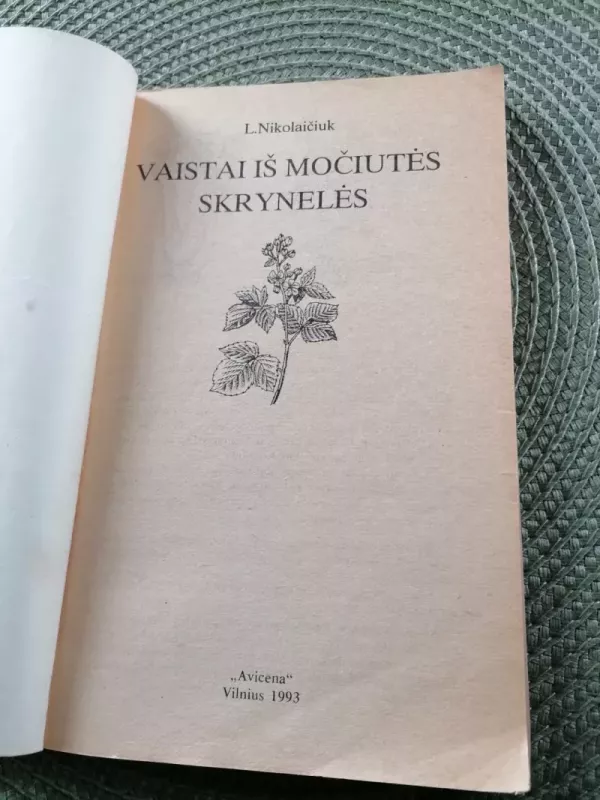 L.Nikolaičiuk
VAISTAI IŠ MOČIUTĖS
SKRYNELĖS
„Avicena“
Vilnius 1993